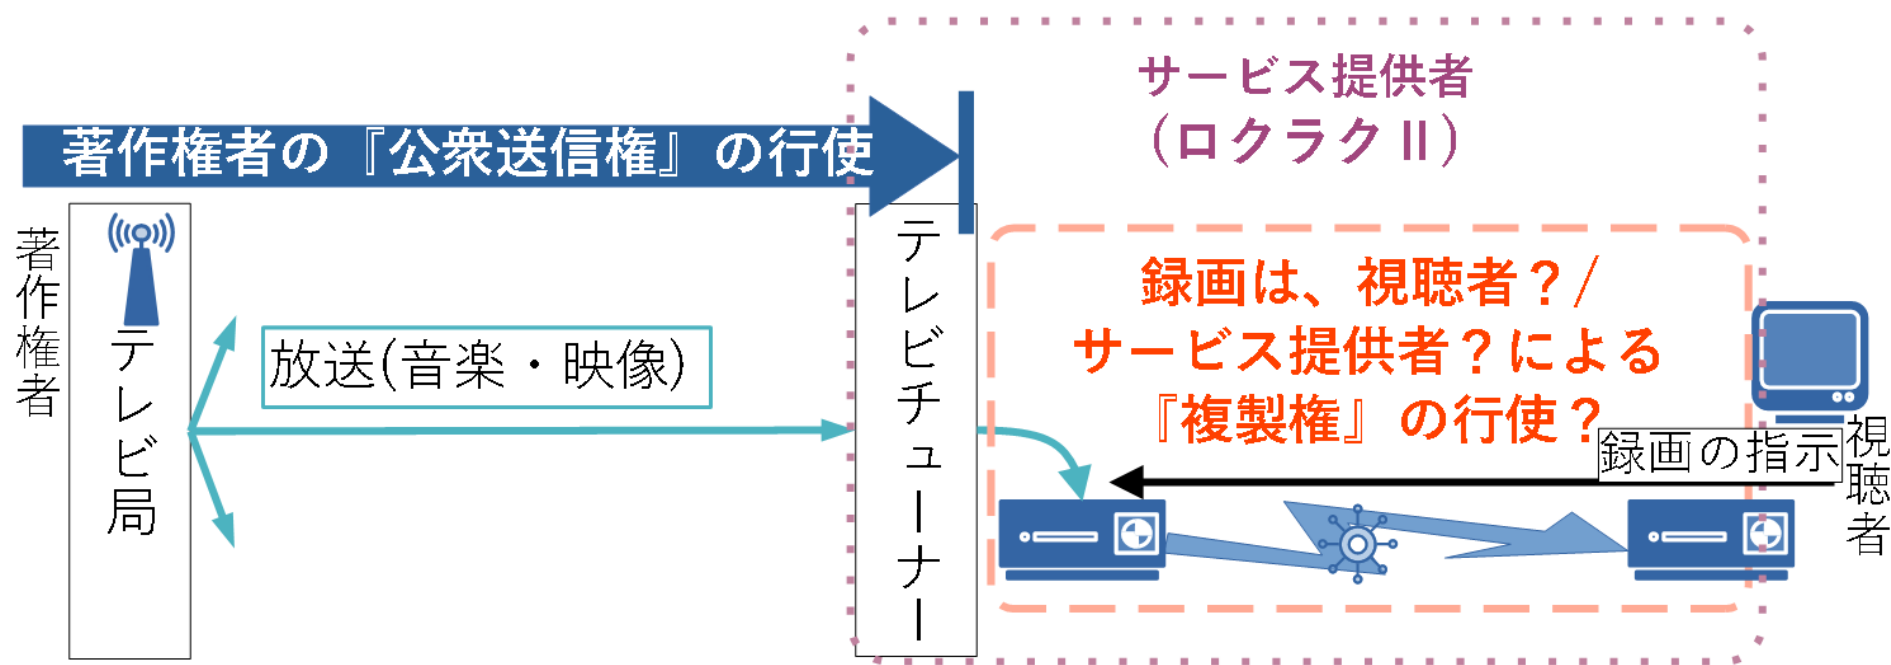 サービス提供者
(ロクラクⅡ)
著作権者の『公衆送信権』の行使
著作権者
テレビ局
放送(音楽・映像)
テレビチューナー
録画は、視聴者？/
サービス提供者？による
『複製権』の行使？
録画の指示
視聴者